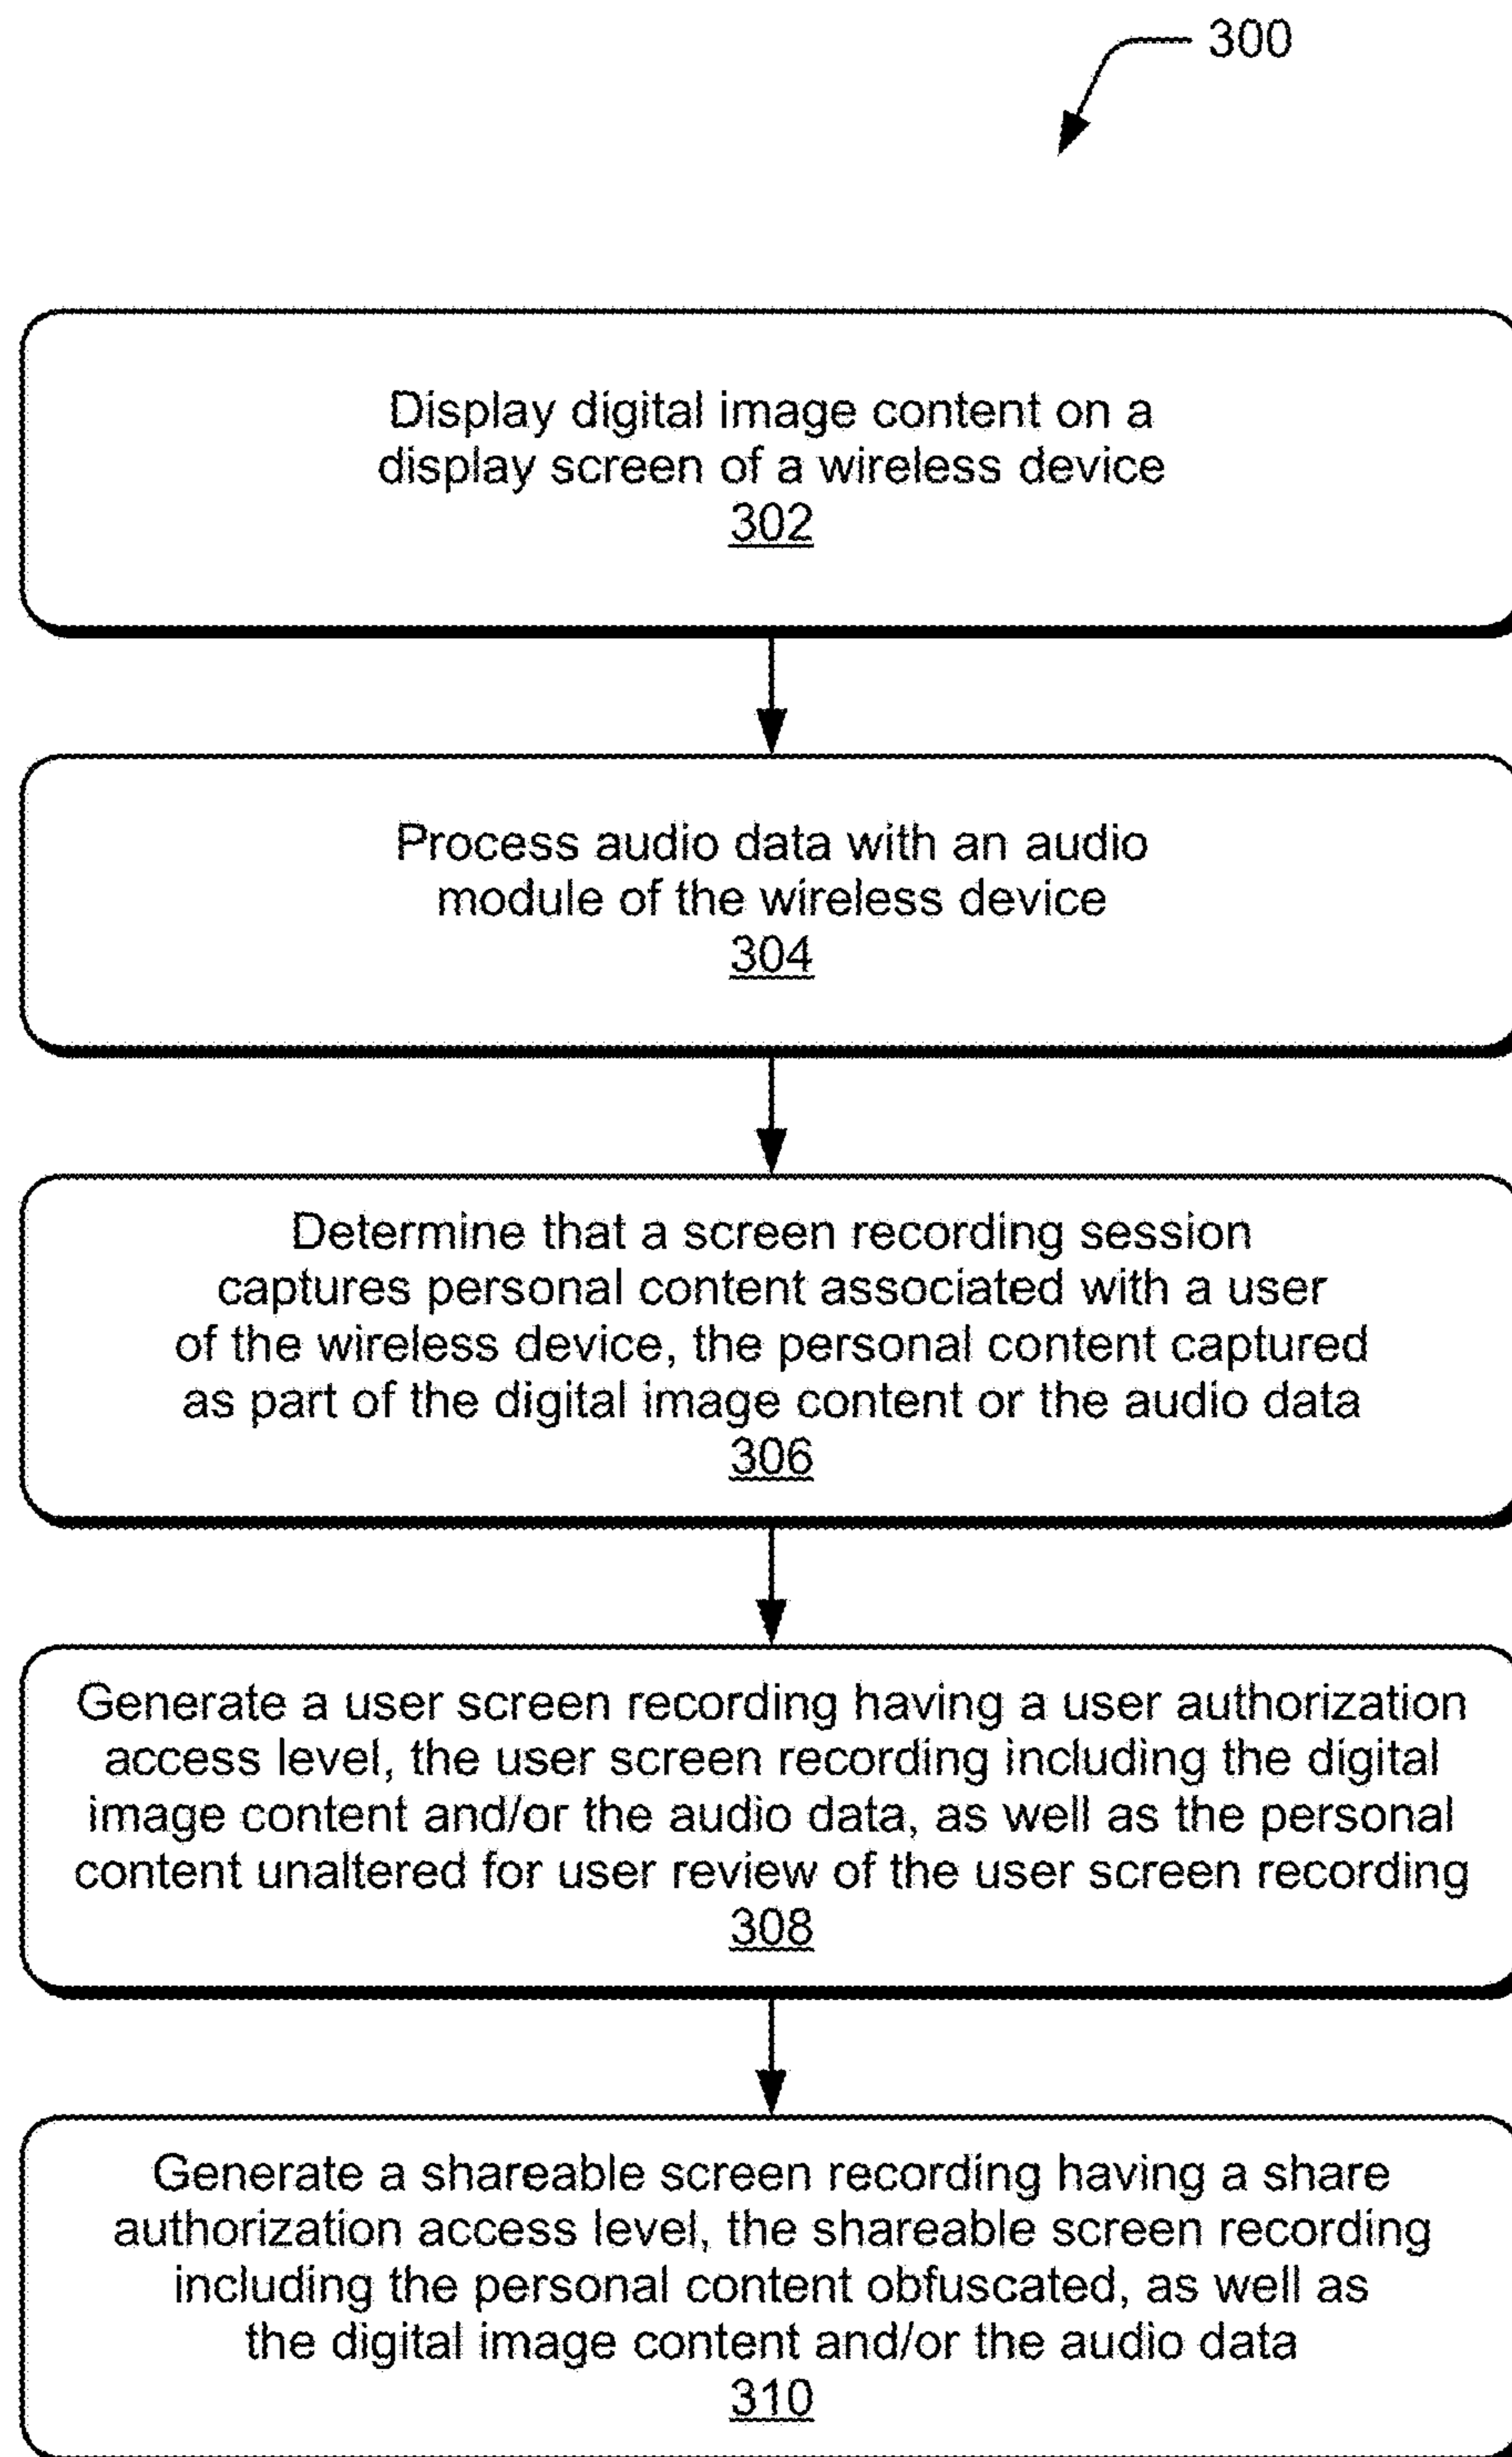 300
Display digital image content on a
display screen of a wireless device
302
Process audio data with an audio
module of the wireless device
304
Determine that a screen recording session
captures personal content associated with a user
of the wireless device, the personal content captured
as part of the digital image content or the audio data
306
Generate a user screen recording having a user authorization
access level, the user screen recording including the digital
image content and/or the audio data, as well as the personal
content unaltered for user review of the user screen recording
308
Generate a shareable screen recording having a share
authorization access level, the shareable screen recording
including the personal content obfuscated, as well as
the digital image content and/or the audio data
310